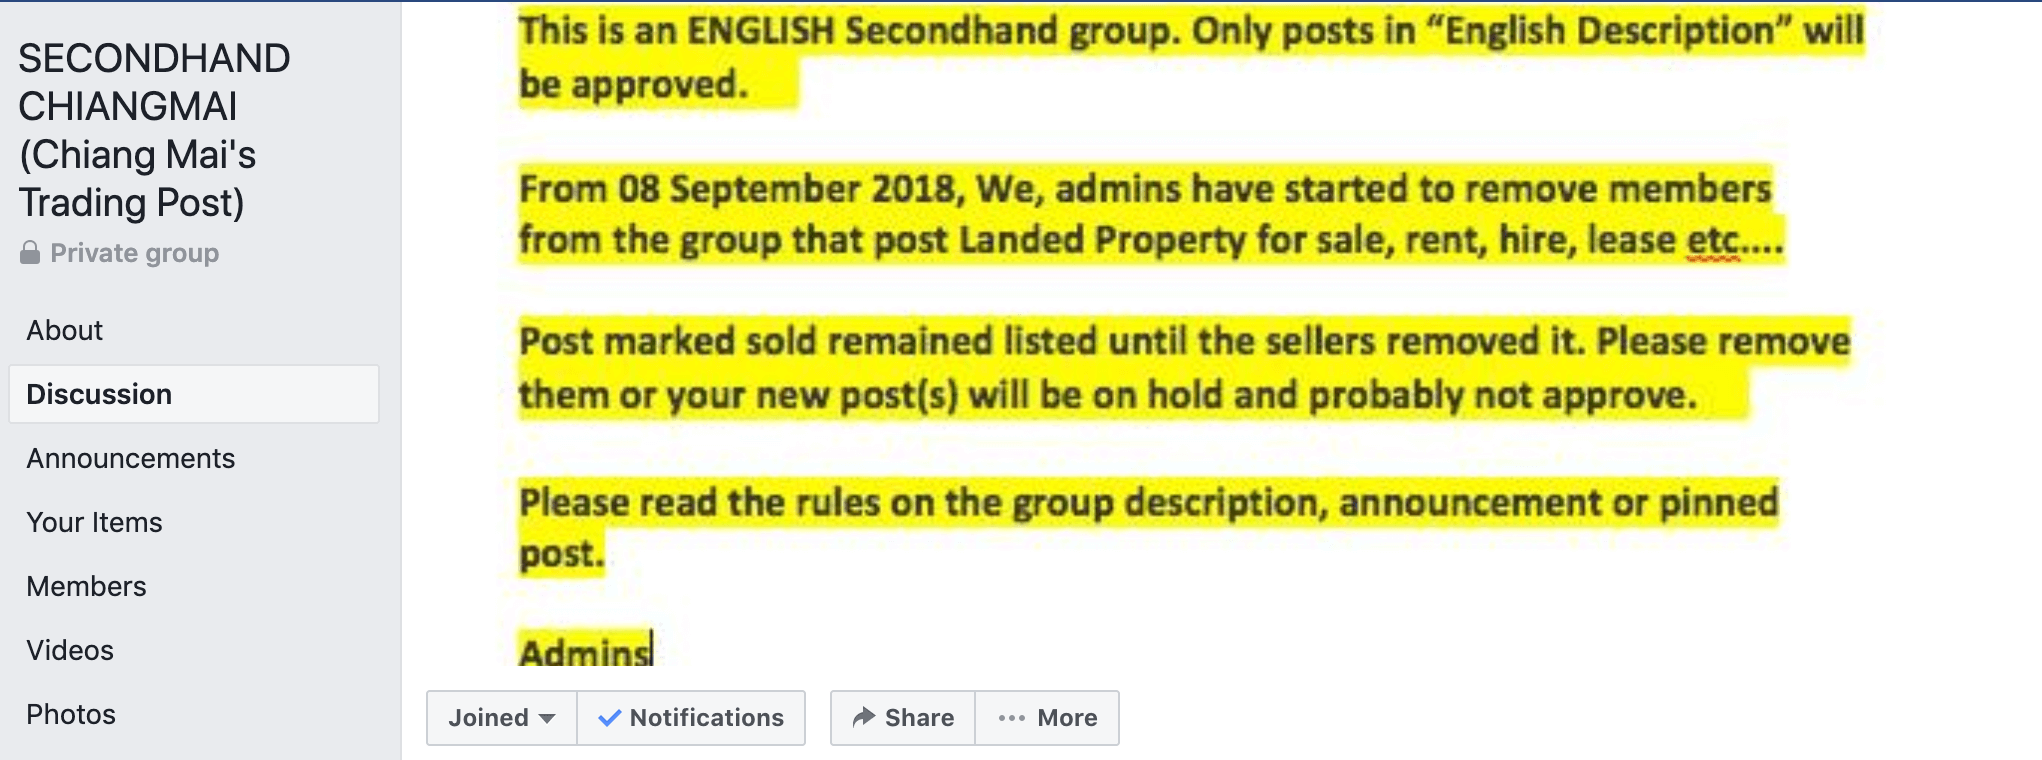 SECONDHAND
CHIANGMAI
(Chiang Mai's
Trading Post)
Private group
About
Discussion
Announcements
Your Items
Members
Videos
Photos
This is an ENGLISH Secondhand group. Only posts in “English Description” will
be approved.
From 08 September 2018, We, admins have started to remove members
from the group that post Landed Property for sale, rent, hire, lease etc....
Post marked sold remained listed until the sellers removed it. Please remove
them or your new post(s) will be on hold and probably not approve.
Please read the rules on the group description, announcement or pinned
post.
Admins
Joined Notifications Share More